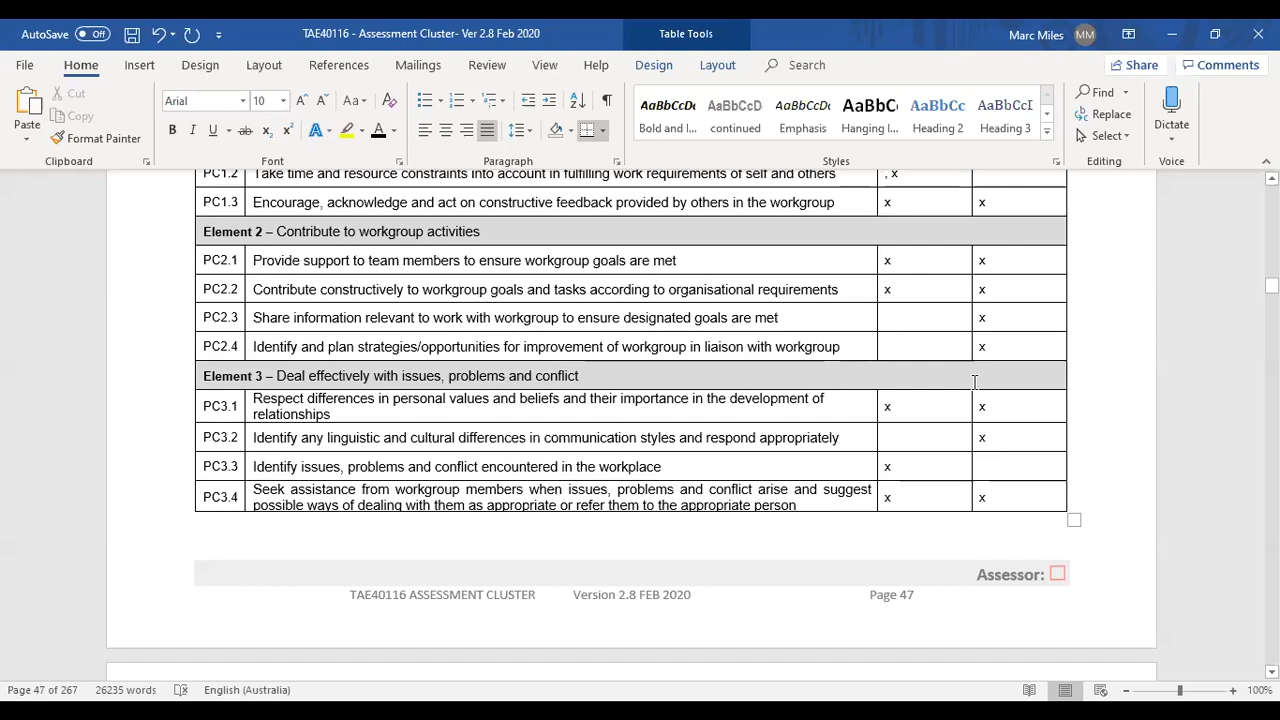 AutoSave Off TAE40116 - Assessment Cluster- Ver 2.8 Feb 2020 Table Tools Marc Miles MM
File Home Insert Design Layout References Mailings Review View Help Design Layout Search Share Comments
Paste Cut Copy Format Painter
Arial 10
AaBbCcDc AaBbCcDc AaBbCcDc AaBbC AaBbCc AaBbCcD
Bold and I... continued Emphasis Hanging I... Heading 2 Heading 3
Find Replace Select
Dictate
Clipboard Font Paragraph Styles Editing Voice
PC1.2 Take time and resource constraints into account in fulfilling work requirements of self and others , x
PC1.3 Encourage, acknowledge and act on constructive feedback provided by others in the workgroup x x
Element 2 – Contribute to workgroup activities
PC2.1 Provide support to team members to ensure workgroup goals are met x x
PC2.2 Contribute constructively to workgroup goals and tasks according to organisational requirements x x
PC2.3 Share information relevant to work with workgroup to ensure designated goals are met x
PC2.4 Identify and plan strategies/opportunities for improvement of workgroup in liaison with workgroup x
Element 3 – Deal effectively with issues, problems and conflict
PC3.1 Respect differences in personal values and beliefs and their importance in the development of
relationships x x
PC3.2 Identify any linguistic and cultural differences in communication styles and respond appropriately x
PC3.3 Identify issues, problems and conflict encountered in the workplace x
PC3.4 Seek assistance from workgroup members when issues, problems and conflict arise and suggest
possible ways of dealing with them as appropriate or refer them to the appropriate person x x
Assessor:
TAE40116 ASSESSMENT CLUSTER Version 2.8 FEB 2020 Page 47
Page 47 of 267 26235 words English (Australia) 100%